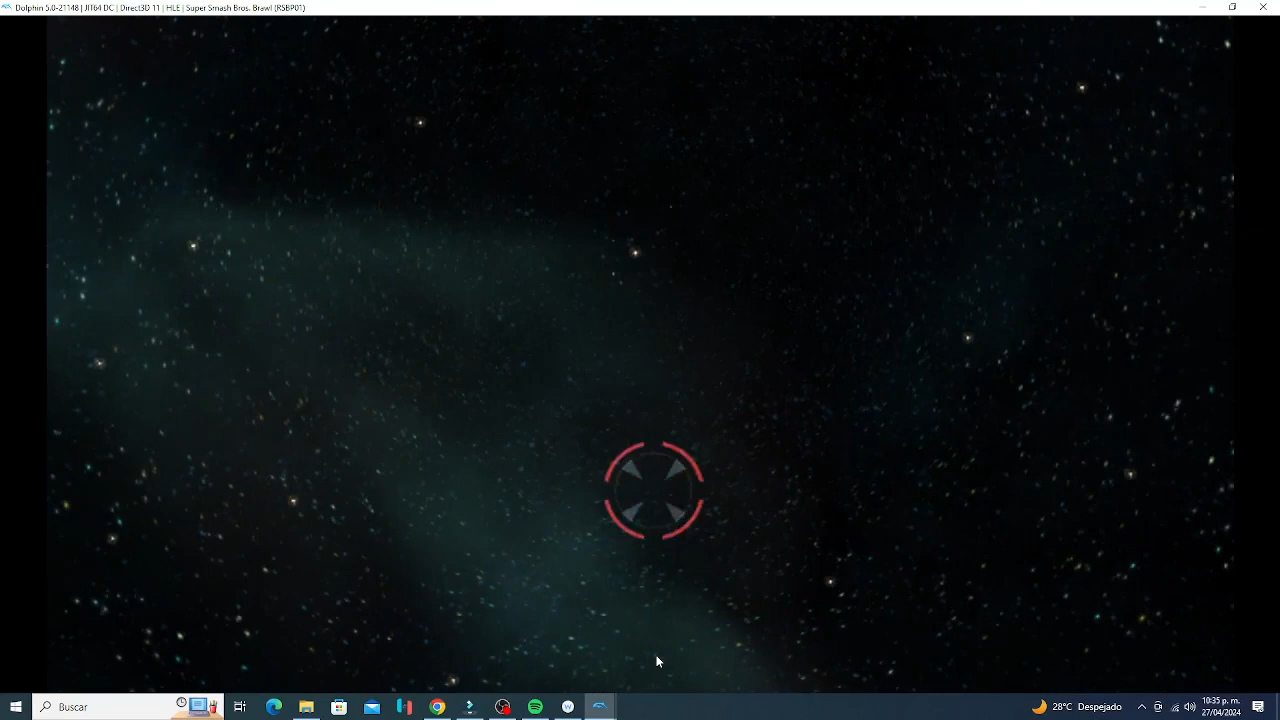 Dolphin 5.0-21148 | JIT64 DC | Direct3D 11 | HLE | Super Smash Bros. Brawl (RSBP01)
Buscar
28°C Despejado
10:35 p. m.
27/04/2024